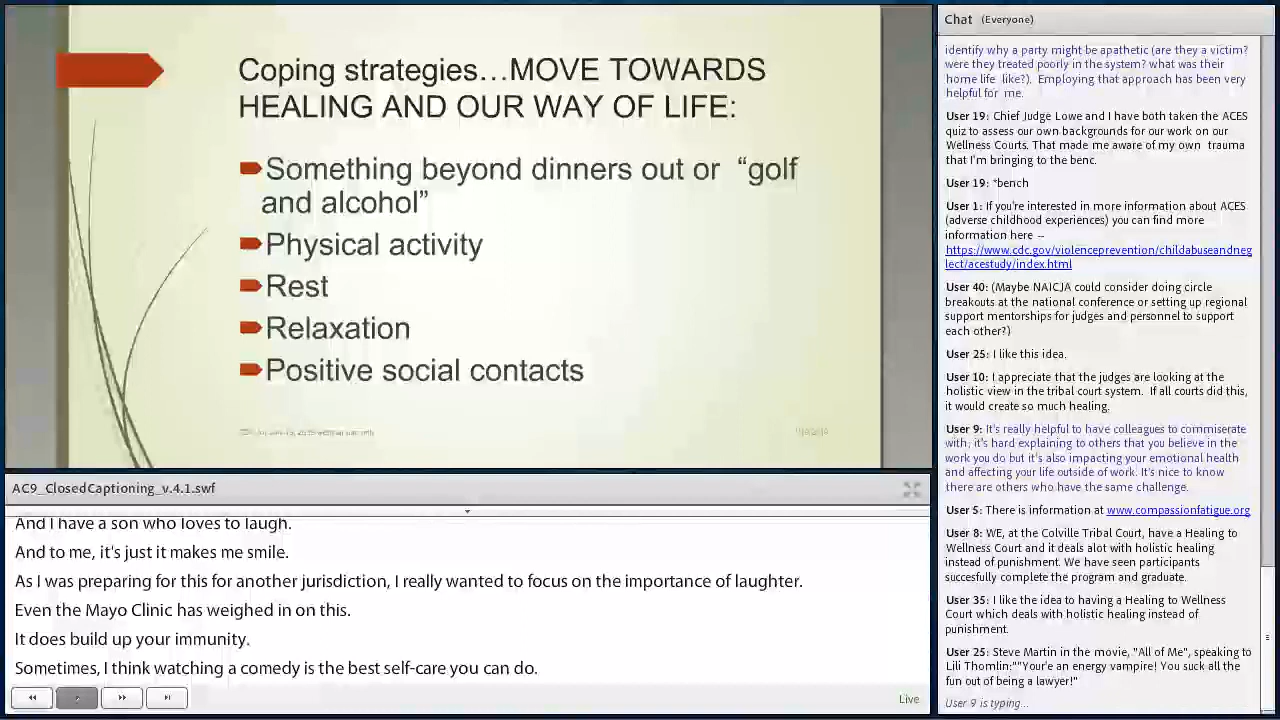 Coping strategies…MOVE TOWARDS
HEALING AND OUR WAY OF LIFE:
Something beyond dinners out or “golf
and alcohol”
Physical activity
Rest
Relaxation
Positive social contacts
AC9_ClosedCaptioning_v.4.1.swf
And I have a son who loves to laugh.
And to me, it's just it makes me smile.
As I was preparing for this for another jurisdiction, I really wanted to focus on the importance of laughter.
Even the Mayo Clinic has weighed in on this.
It does build up your immunity.
Sometimes, I think watching a comedy is the best self-care you can do.
Live
Chat (Everyone)
identify why a party might be apathetic (are they a victim?
were they treated poorly in the system? what was their
home life like?). Employing that approach has been very
helpful for me.
User 19: Chief Judge Lowe and I have both taken the ACES
quiz to assess our own backgrounds for our work on our
Wellness Courts. That made me aware of my own trauma
that I'm bringing to the benc.
User 19: *bench
User 1: If you're interested in more information about ACES
(adverse childhood experiences) you can find more
information here --
https://www.cdc.gov/violenceprevention/childabuseandneg
lect/acestudy/index.html
User 40: (Maybe NAICJA could consider doing circle
breakouts at the national conference or setting up regional
support mentorships for judges and personnel to support
each other?)
User 25: I like this idea.
User 10: I appreciate that the judges are looking at the
holistic view in the tribal court system. If all courts did this,
it would create so much healing.
User 9: It's really helpful to have colleagues to commiserate
with; it's hard explaining to others that you believe in the
work you do but it's also impacting your emotional health
and affecting your life outside of work. It's nice to know
there are others who have the same challenge.
User 5: There is information at www.compassionfatigue.org
User 8: WE, at the Colville Tribal Court, have a Healing to
Wellness Court and it deals alot with holistic healing
instead of punishment. We have seen participants
succesfully complete the program and graduate.
User 35: I like the idea to having a Healing to Wellness
Court which deals with holistic healing instead of
punishment.
User 25: Steve Martin in the movie, "All of Me", speaking to
Lili Thomlin:""Your'e an energy vampire! You suck all the
fun out of being a lawyer!"
User 9 is typing...